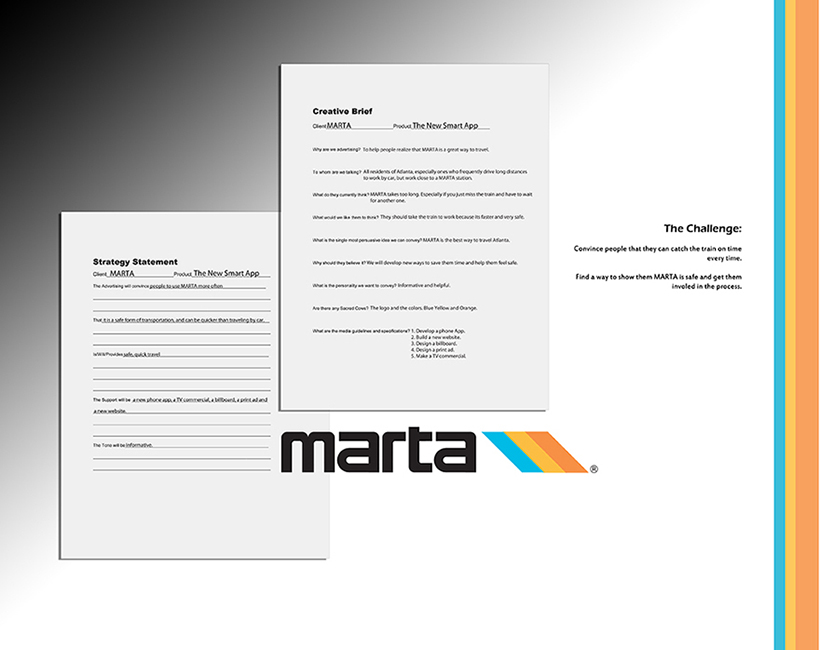 Creative Brief
Client MARTA Product The New Smart App
Why are we advertising? To help people realize that MARTA is a great way to travel.
To whom are we talking? All residents of Atlanta, especially ones who frequently drive long distances
to work by car, but work close to a MARTA station.
What do they currently think? MARTA takes too long. Especially if you just miss the train and have to wait
for another one.
What would we like them to think? They should take the train to work because its faster and very safe.
What is the single most persuasive idea we can convey? MARTA is the best way to travel Atlanta.
Why should they believe it? We will develop new ways to save them time and help them feel safe.
What is the personality we want to convey? Informative and helpful.
Are there any Sacred Cows? The logo and the colors, Blue Yellow and Orange.
What are the media guidelines and specifications? 1. Develop a phone App.
2. Build a new website.
3. Design a billboard.
4. Design a print ad.
5. Make a TV commercial.
Strategy Statement
Client MARTA Product The New Smart App
The Advertising will convince people to use MARTA more often
That it is a safe form of transportation, and can be quicker than traveling by car.
Is/Will/Provides safe, quick travel
The Support will be a new phone app, a TV commercial, a billboard, a print ad and
a new website.
The Tone will be informative.
The Challenge:
Convince people that they can catch the train on time
every time.
Find a way to show them MARTA is safe and get them
involed in the process.
marta ®